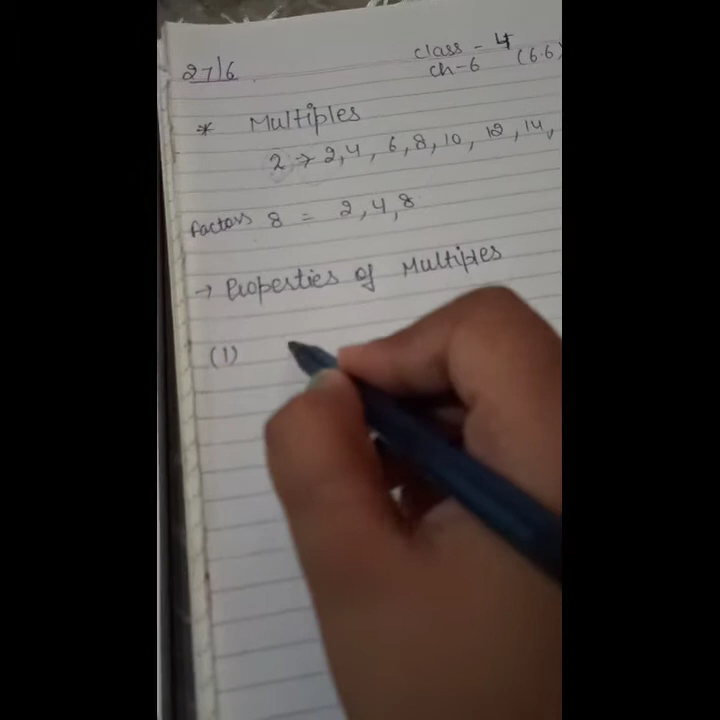 27/6
class - 4
ch-6 (6.6)
* Multiples
2 → 2, 4, 6, 8, 10, 12, 14,
factors 8 = 2, 4, 8
→ Properties of Multiples
(1)